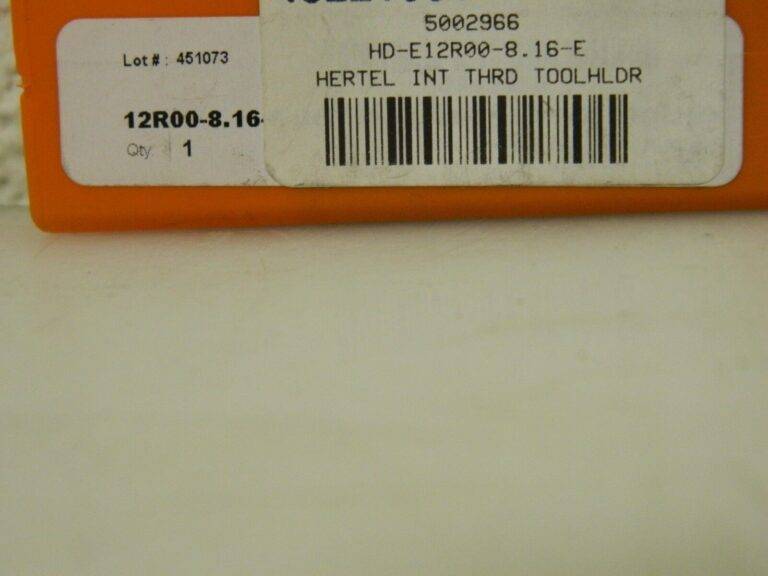 5002966
HD-E12R00-8.16-E
HERTEL INT THRD TOOLHLDR
Lot # : 451073
12R00-8.16-
Qty 1